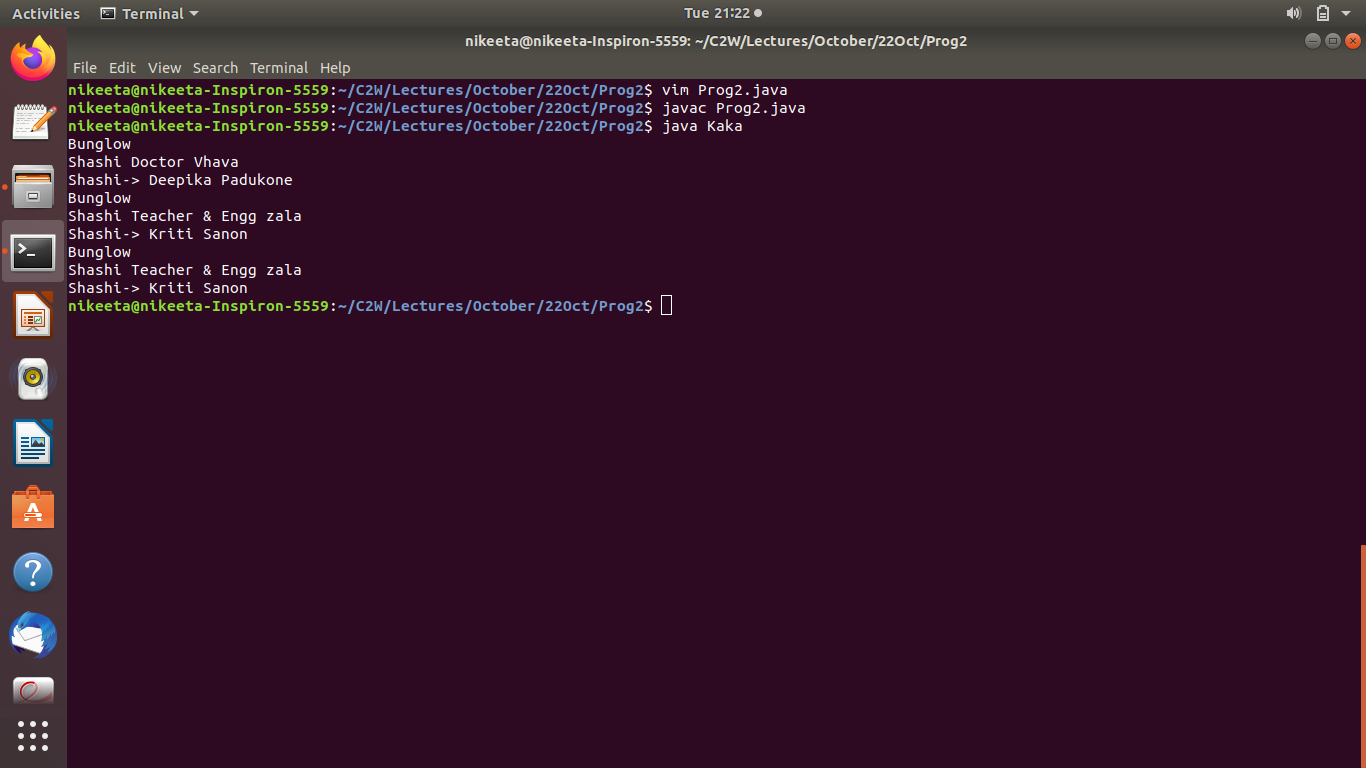 Activities Terminal Tue 21:22
nikeeta@nikeeta-Inspiron-5559: ~/C2W/Lectures/October/22Oct/Prog2
File Edit View Search Terminal Help
nikeeta@nikeeta-Inspiron-5559:~/C2W/Lectures/October/22Oct/Prog2$ vim Prog2.java
nikeeta@nikeeta-Inspiron-5559:~/C2W/Lectures/October/22Oct/Prog2$ javac Prog2.java
nikeeta@nikeeta-Inspiron-5559:~/C2W/Lectures/October/22Oct/Prog2$ java Kaka
Bunglow
Shashi Doctor Vhava
Shashi-> Deepika Padukone
Bunglow
Shashi Teacher & Engg zala
Shashi-> Kriti Sanon
Bunglow
Shashi Teacher & Engg zala
Shashi-> Kriti Sanon
nikeeta@nikeeta-Inspiron-5559:~/C2W/Lectures/October/22Oct/Prog2$